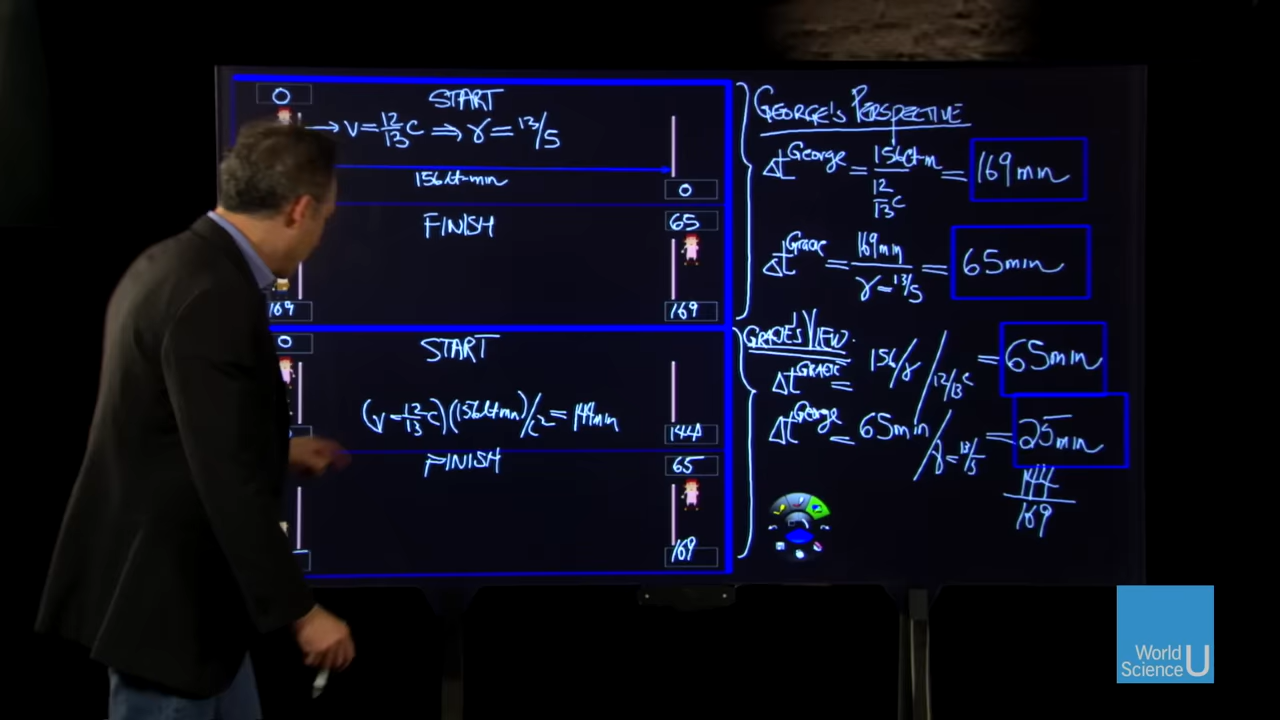 0
START
→ V = 12/13 C ⇒ γ = 13/5
156 lt-min
0
FINISH
65
169
169
0
START
(V = 12/13 C)(156 lt-min)/C2 = 144 min
144
FINISH
65
169
GEORGE'S PERSPECTIVE
Δt George = 156 lt-m / 12/13 C = 169 min
Δt Grace = 169 min / γ = 13/5 = 65 min
GRACIE'S VIEW.
Δt GRACIE = 156/γ / 12/13 C = 65 min
Δt George = 65 min / γ = 13/5 = 25 min
144
169
World
Science U